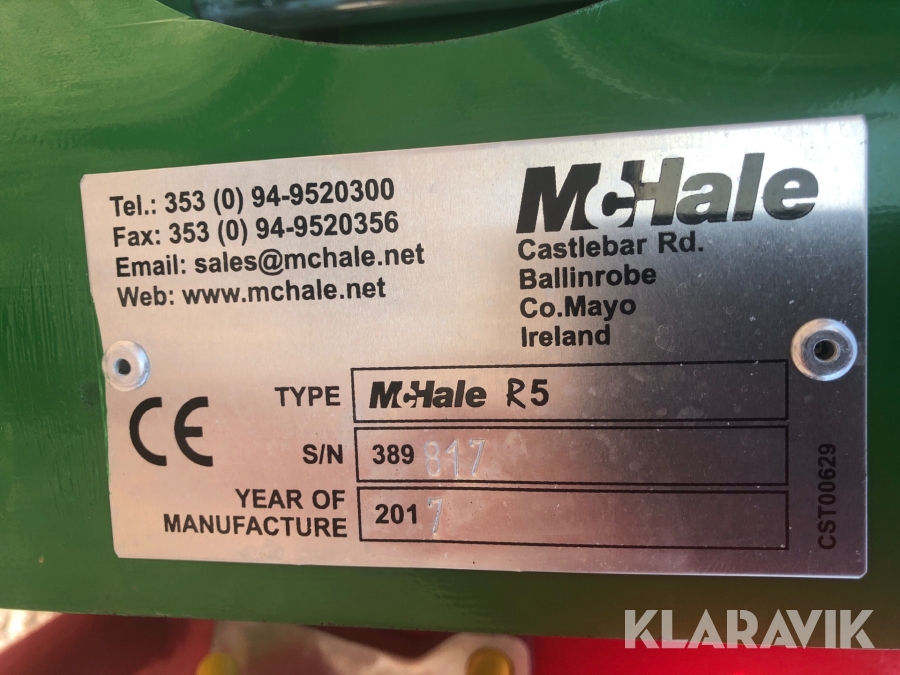 Tel.: 353 (0) 94-9520300
Fax: 353 (0) 94-9520356
Email: sales@mchale.net
Web: www.mchale.net
McHale
Castlebar Rd.
Ballinrobe
Co.Mayo
Ireland
CE
TYPE McHale R5
S/N 389 817
YEAR OF
MANUFACTURE 2017
CST00629
KLARAVIK